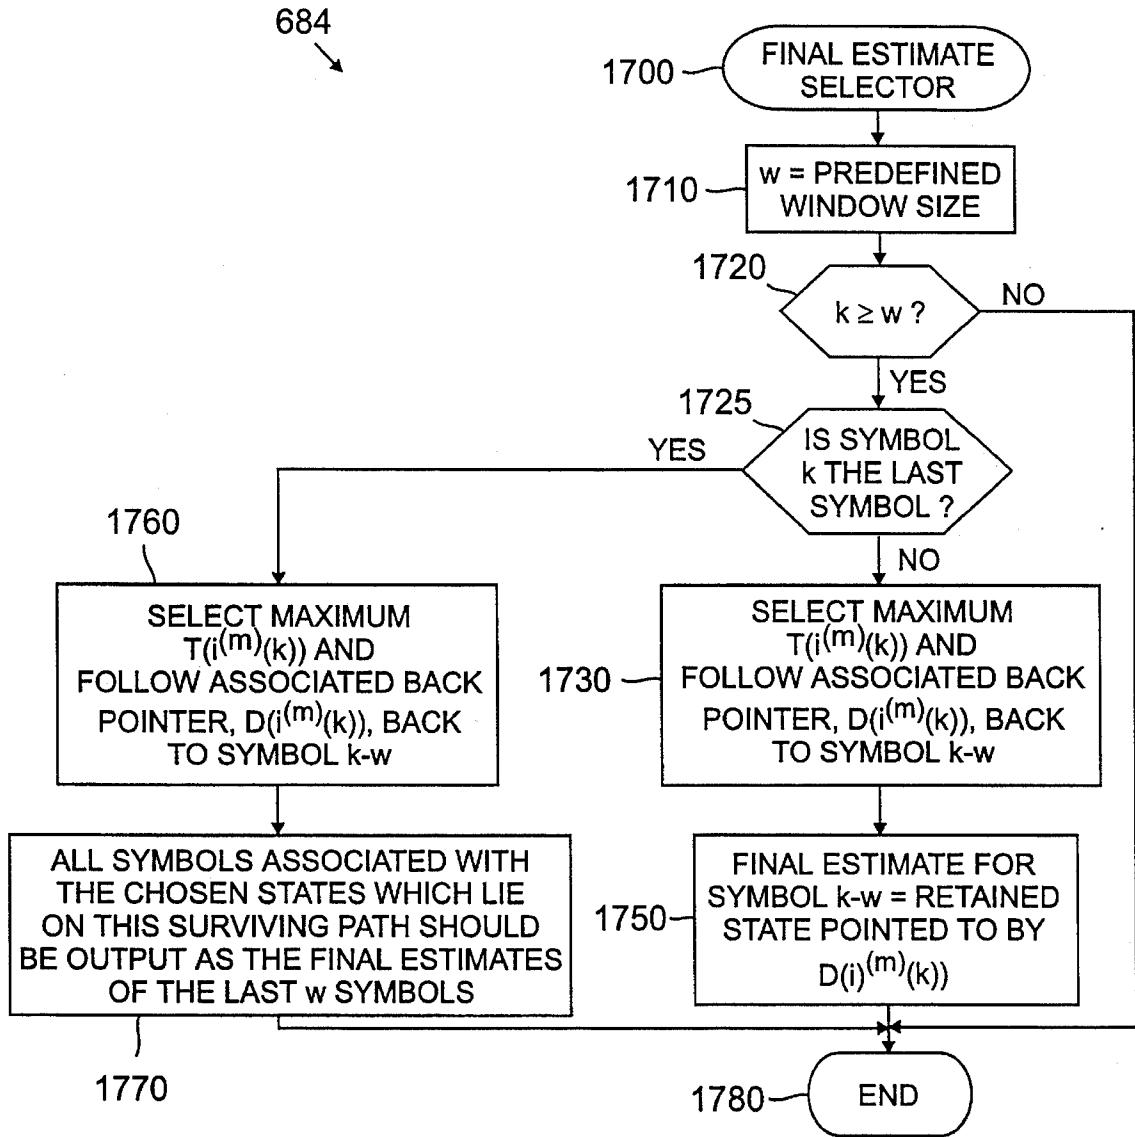 684
1700
FINAL ESTIMATE
SELECTOR
1710
w = PREDEFINED
WINDOW SIZE
1720
k ≥ w ?
NO
YES
1725
IS SYMBOL
k THE LAST
SYMBOL ?
YES
NO
1760
SELECT MAXIMUM
T(i^(m)(k)) AND
FOLLOW ASSOCIATED BACK
POINTER, D(i^(m)(k)), BACK
TO SYMBOL k-w
1730
SELECT MAXIMUM
T(i^(m)(k)) AND
FOLLOW ASSOCIATED BACK
POINTER, D(i^(m)(k)), BACK
TO SYMBOL k-w
ALL SYMBOLS ASSOCIATED WITH
THE CHOSEN STATES WHICH LIE
ON THIS SURVIVING PATH SHOULD
BE OUTPUT AS THE FINAL ESTIMATES
OF THE LAST w SYMBOLS
1770
1750
FINAL ESTIMATE FOR
SYMBOL k-w = RETAINED
STATE POINTED TO BY
D(i)^(m)(k))
1780
END